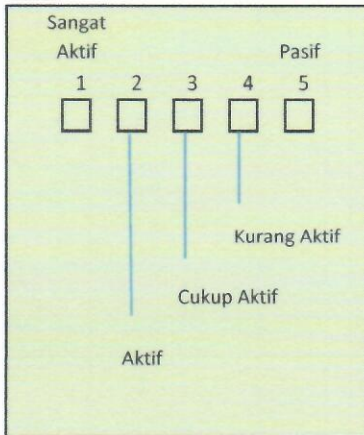 Sangat
Aktif Pasif
1 2 3 4 5
Kurang Aktif
Cukup Aktif
Aktif